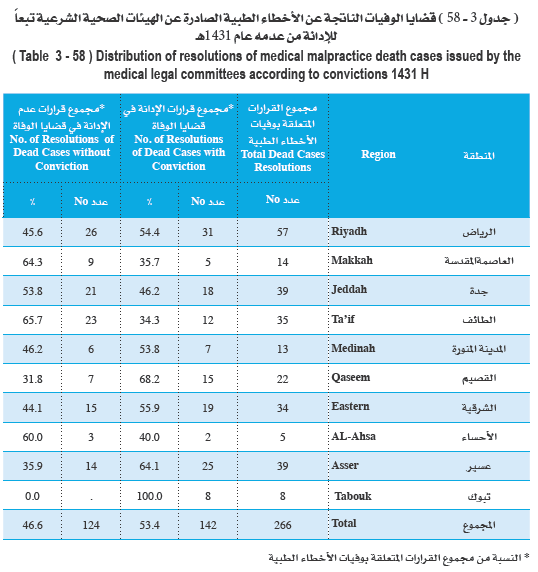 ( جدول 3 - 58 ) قضايا الوفيات الناتجة عن الأخطاء الطبية الصادرة عن الهيئات الصحية الشرعية تبعاً
للإدانة من عدمه عام 1431هـ
( Table 3 - 58 ) Distribution of resolutions of medical malpractice death cases issued by the
medical legal committees according to convictions 1431 H
*مجموع قرارات عدم الإدانة في قضايا الوفاة
No. of Resolutions of
Dead Cases without
Conviction
*مجموع قرارات الإدانة في قضايا الوفاة
No. of Resolutions
of Dead Cases with
Conviction
مجموع القرارات
المتعلقة بوفيات
الأخطاء الطبية
Total Dead Cases
Resolutions
Region
المنطقة
% عدد No % عدد No عدد No
45.6 26 54.4 31 57 Riyadh الرياض
64.3 9 35.7 5 14 Makkah العاصمة المقدسة
53.8 21 46.2 18 39 Jeddah جدة
65.7 23 34.3 12 35 Ta'if الطائف
46.2 6 53.8 7 13 Medinah المدينة المنورة
31.8 7 68.2 15 22 Qaseem القصيم
44.1 15 55.9 19 34 Eastern الشرقية
60.0 3 40.0 2 5 AL-Ahsa الأحساء
35.9 14 64.1 25 39 Asser عسير
0.0 . 100.0 8 8 Tabouk تبوك
46.6 124 53.4 142 266 Total المجموع
* النسبة من مجموع القرارات المتعلقة بوفيات الأخطاء الطبية